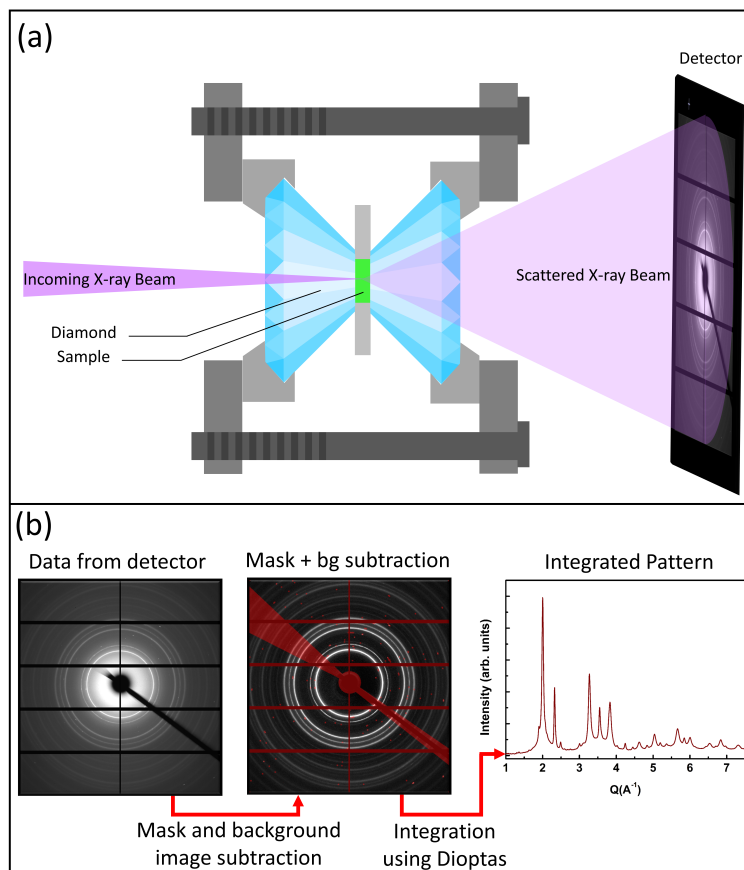 (a)
Detector
Incoming X-ray Beam
Scattered X-ray Beam
Diamond
Sample
(b)
Data from detector
Mask + bg subtraction
Integrated Pattern
Intensity (arb. units)
1 2 3 4 5 6 7
Q(A⁻¹)
Mask and background
image subtraction
Integration
using Dioptas